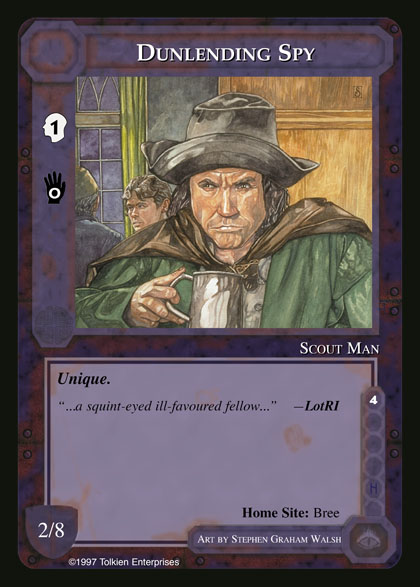 Dunlending Spy
1
Scout Man
Unique.
“...a squint-eyed ill-favoured fellow...” —LotRI
4
H
Home Site: Bree
2/8
Art by Stephen Graham Walsh
©1997 Tolkien Enterprises